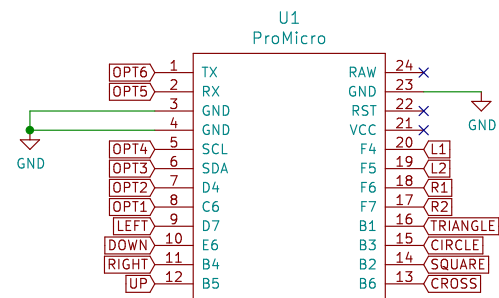 U1
ProMicro
OPT6 1 TX RAW 24
OPT5 2 RX GND 23
3 GND RST 22 GND
4 GND VCC 21
GND
OPT4 5 SCL F4 20 L1
OPT3 6 SDA F5 19 L2
OPT2 7 D4 F6 18 R1
OPT1 8 C6 F7 17 R2
LEFT 9 D7 B1 16 TRIANGLE
DOWN 10 E6 B3 15 CIRCLE
RIGHT 11 B4 B2 14 SQUARE
UP 12 B5 B6 13 CROSS